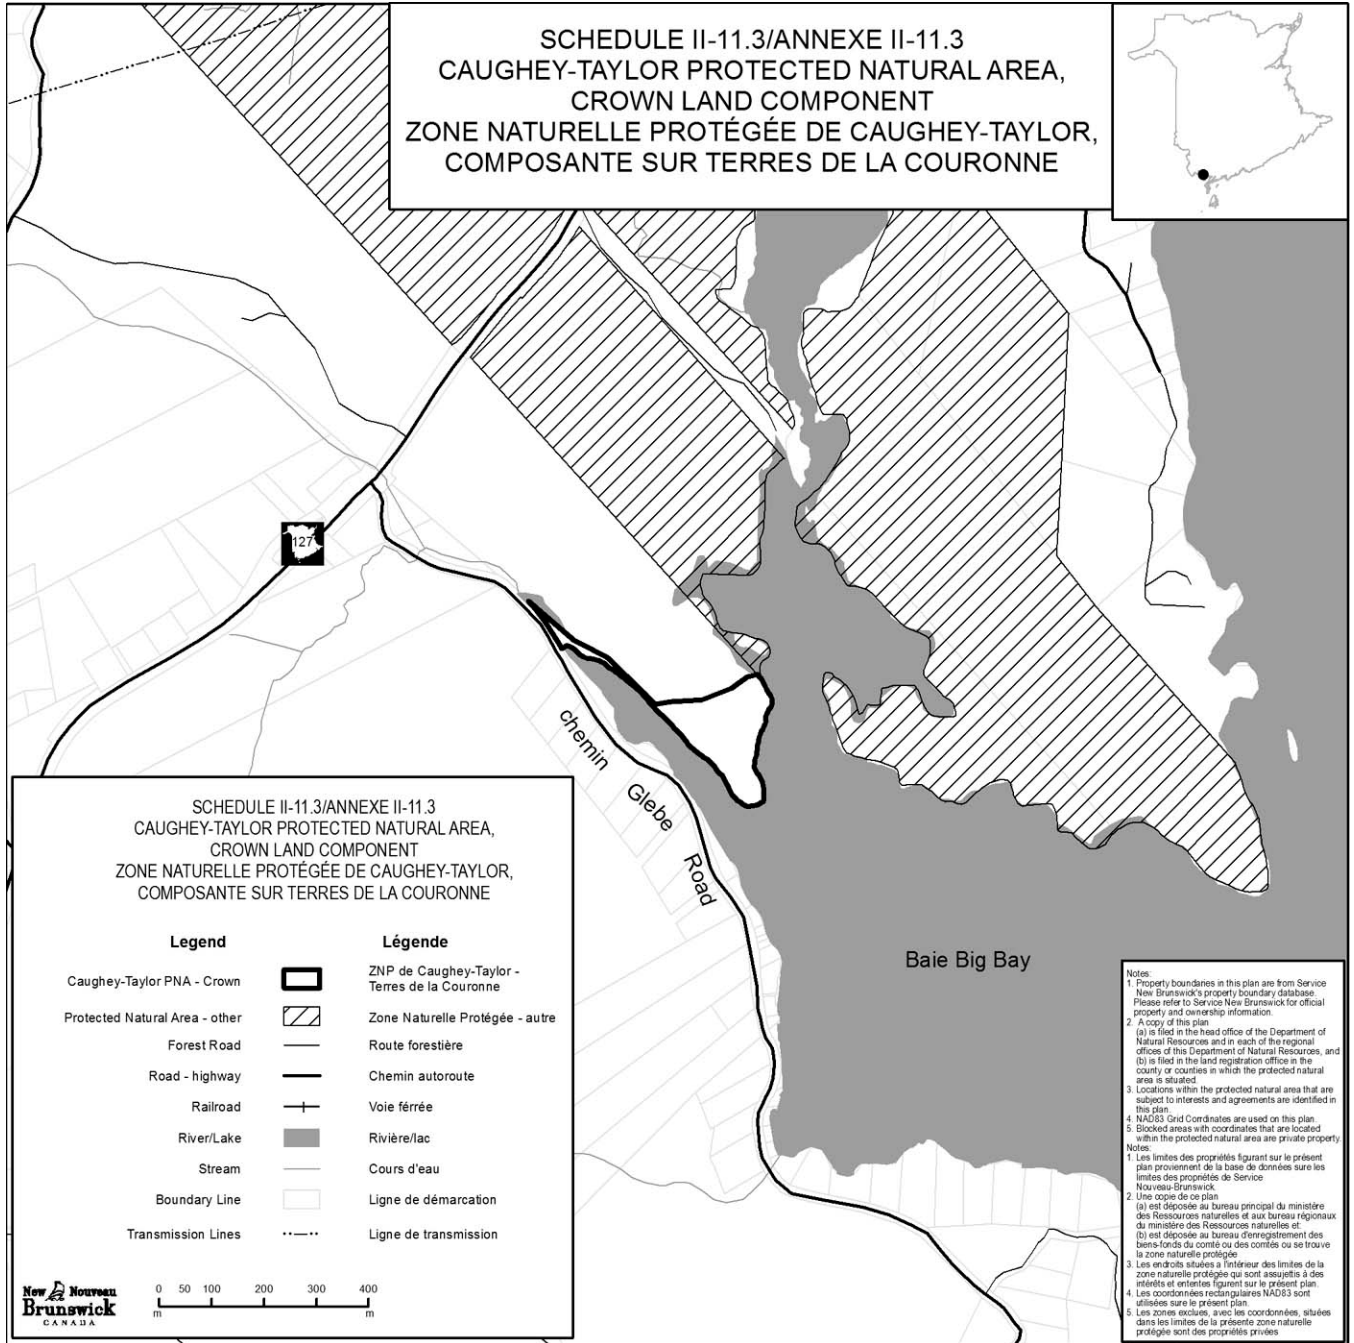 SCHEDULE II-11.3/ANNEXE II-11.3
CAUGHEY-TAYLOR PROTECTED NATURAL AREA,
CROWN LAND COMPONENT
ZONE NATURELLE PROTÉGÉE DE CAUGHEY-TAYLOR,
COMPOSANTE SUR TERRES DE LA COURONNE
127
chemin
Glebe
Road
Baie Big Bay
SCHEDULE II-11.3/ANNEXE II-11.3
CAUGHEY-TAYLOR PROTECTED NATURAL AREA,
CROWN LAND COMPONENT
ZONE NATURELLE PROTÉGÉE DE CAUGHEY-TAYLOR,
COMPOSANTE SUR TERRES DE LA COURONNE
Legend Légende
Caughey-Taylor PNA - Crown ZNP de Caughey-Taylor -
Terres de la Couronne
Protected Natural Area - other Zone Naturelle Protégée - autre
Forest Road Route forestière
Road - highway Chemin autoroute
Railroad Voie férrée
River/Lake Rivière/lac
Stream Cours d'eau
Boundary Line Ligne de démarcation
Transmission Lines Ligne de transmission
New Nouveau
Brunswick
CANADA
0 50 100 200 300 400
m m
Notes:
1. Property boundaries in this plan are from Service
New Brunswick's property boundary database.
Please refer to Service New Brunswick for official
property and ownership information.
2. A copy of this plan
(a) is filed in the head office of the Department of
Natural Resources and in each of the regional
offices of this Department of Natural Resources, and
(b) is filed in the land registration offfice in the
county or counties in which the protected natural
area is situated.
3. Locations within the protected natural area that are
subject to interests and agreements are identified in
this plan.
4. NAD83 Grid Corrdinates are used on this plan.
5. Blocked areas with coordinates that are located
within the protected natural area are private property.
Notes:
1. Les limites des propriétés figurant sur le présent
plan proviennent de la base de données sure les
limites des propriétés de Service
Nouveau-Brunswick.
2. Une copie de ce plan
(a) est déposée au bureau principal du ministère
des Ressources naturelles et aux bureau régionaux
du ministère des Ressources naturelles et:
(b) est déposée au bureau d'enregistrement des
biens-fonds du comté ou des comtés ou se trouve
la zone naturelle protégée
3. Les endroits situées a l'intérieur des limites de la
zone naturelle protégée qui sont assujettis à des
intérêts et ententes figurent sur le présent plan.
4. Les coordonnées rectangulaires NAD83 sont
utilisées sure le présent plan.
5. Les zones exclues, avec les coordonnées, situées
dans les limites de la présente zone naturelle
protégée sont des propriétés privées